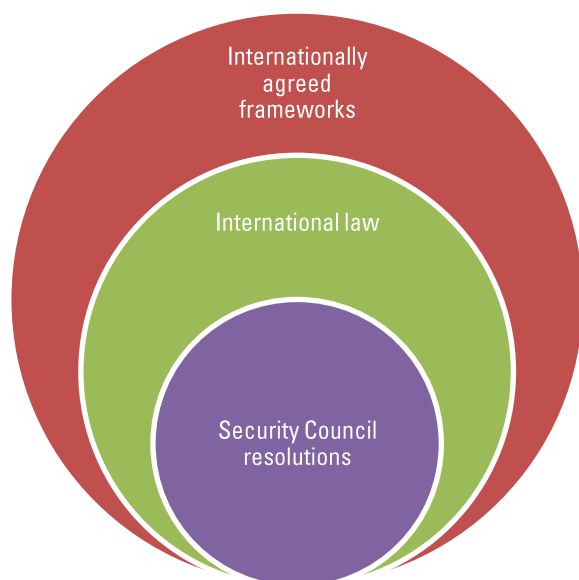 Internationally
agreed
frameworks
International law
Security Council
resolutions